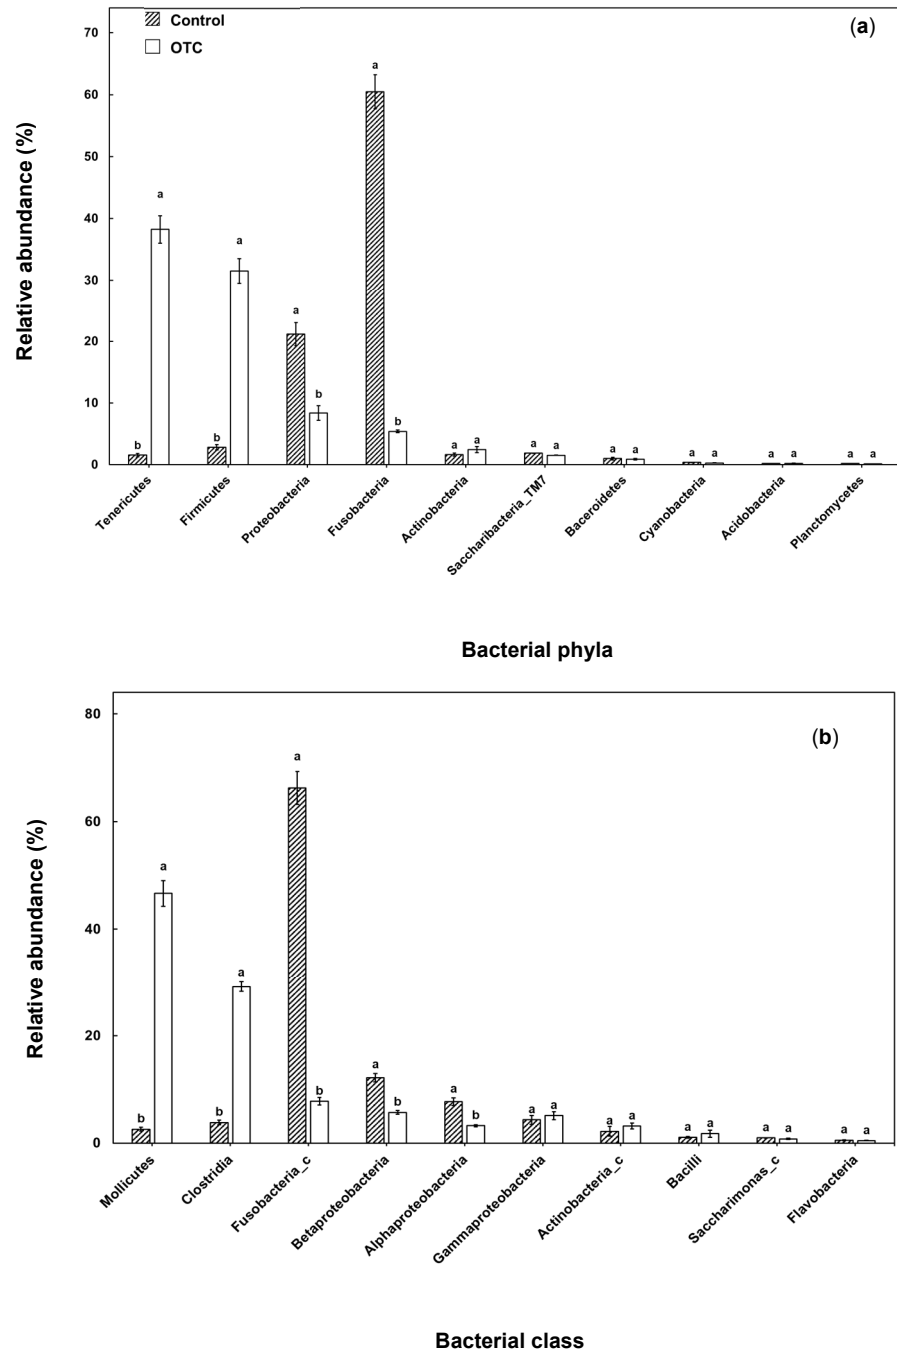 Control
OTC
(a)
Relative abundance (%)
70
60
50
40
30
20
10
0
b a b a a b a b a a a a a a a a a a a a
Tenericutes
Firmicutes
Proteobacteria
Fusobacteria
Actinobacteria
Saccharibacteria_TM7
Baceroidetes
Cyanobacteria
Acidobacteria
Planctomycetes
Bacterial phyla
(b)
Relative abundance (%)
80
60
40
20
0
b a b a a b a b a b a a a a a a a a a a
Mollicutes
Clostridia
Fusobacteria_c
Betaproteobacteria
Alphaproteobacteria
Gammaproteobacteria
Actinobacteria_c
Bacilli
Saccharimonas_c
Flavobacteria
Bacterial class